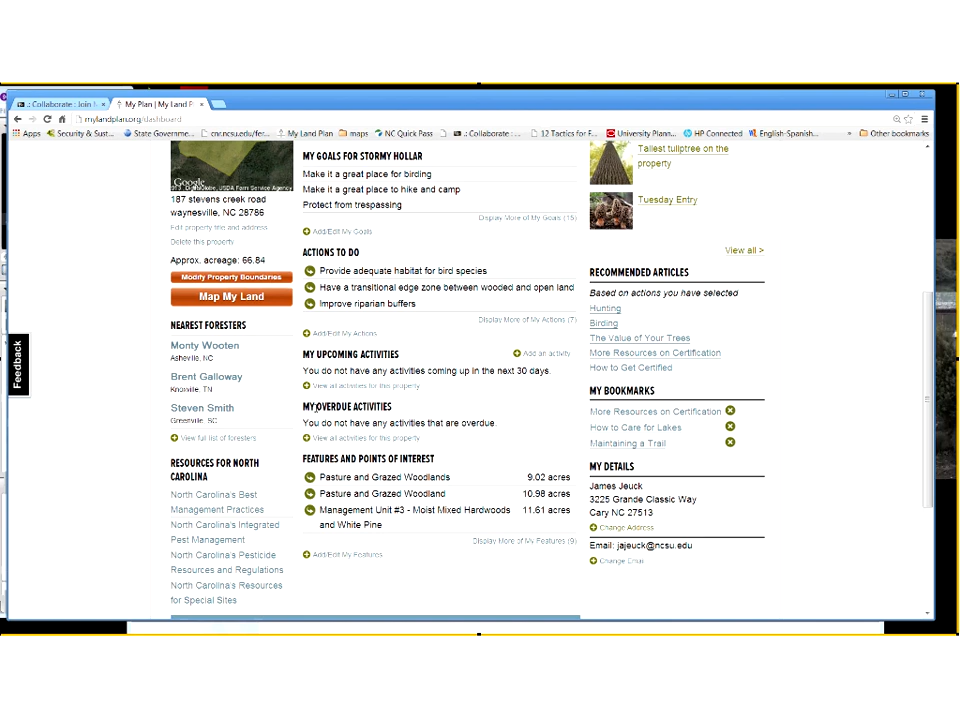 .: Collaborate : Join M
My Plan | My Land P
mylandplan.org/dashboard
Apps
Security & Sust...
State Governme...
cnr.ncsu.edu/fer...
My Land Plan
maps
NC Quick Pass
.: Collaborate : ...
12 Tactics for F...
University Plann...
HP Connected
English-Spanish...
»
Other bookmarks
Feedback
Google
DigitalGlobe, USDA Farm Service Agency
187 stevens creek road
waynesville, NC 28786
Edit property title and address
Delete this property
Approx. acreage: 66.84
Modify Property Boundaries
Map My Land
NEAREST FORESTERS
Monty Wooten
Asheville, NC
Brent Galloway
Knoxville, TN
Steven Smith
Greenville, SC
View full list of foresters
RESOURCES FOR NORTH
CAROLINA
North Carolina's Best
Management Practices
North Carolina's Integrated
Pest Management
North Carolina's Pesticide
Resources and Regulations
North Carolina's Resources
for Special Sites
MY GOALS FOR STORMY HOLLAR
Make it a great place for birding
Make it a great place to hike and camp
Protect from trespassing
Display More of My Goals (15)
Add/Edit My Goals
ACTIONS TO DO
Provide adequate habitat for bird species
Have a transitional edge zone between wooded and open land
Improve riparian buffers
Display More of My Actions (7)
Add/Edit My Actions
MY UPCOMING ACTIVITIES
Add an activity
You do not have any activities coming up in the next 30 days.
View all activities for this property
MY OVERDUE ACTIVITIES
You do not have any activities that are overdue.
View all activities for this property
FEATURES AND POINTS OF INTEREST
Pasture and Grazed Woodlands 9.02 acres
Pasture and Grazed Woodland 10.98 acres
Management Unit #3 - Moist Mixed Hardwoods 11.61 acres
and White Pine
Display More of My Features (9)
Add/Edit My Features
Tallest tuliptree on the
property
Tuesday Entry
View all >
RECOMMENDED ARTICLES
Based on actions you have selected
Hunting
Birding
The Value of Your Trees
More Resources on Certification
How to Get Certified
MY BOOKMARKS
More Resources on Certification
How to Care for Lakes
Maintaining a Trail
MY DETAILS
James Jeuck
3225 Grande Classic Way
Cary NC 27513
Change Address
Email: jajeuck@ncsu.edu
Change Email